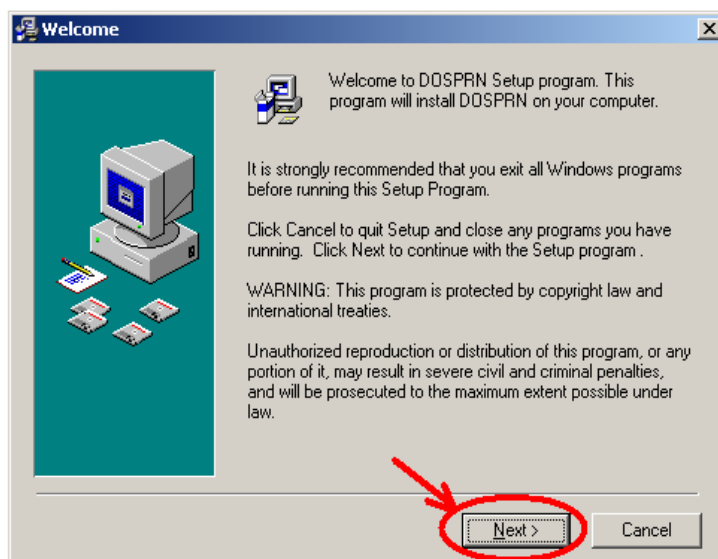 Welcome
Welcome to DOSPRN Setup program. This
program will install DOSPRN on your computer.
It is strongly recommended that you exit all Windows programs
before running this Setup Program.
Click Cancel to quit Setup and close any programs you have
running. Click Next to continue with the Setup program .
WARNING: This program is protected by copyright law and
international treaties.
Unauthorized reproduction or distribution of this program, or any
portion of it, may result in severe civil and criminal penalties,
and will be prosecuted to the maximum extent possible under
law.
Next >
Cancel